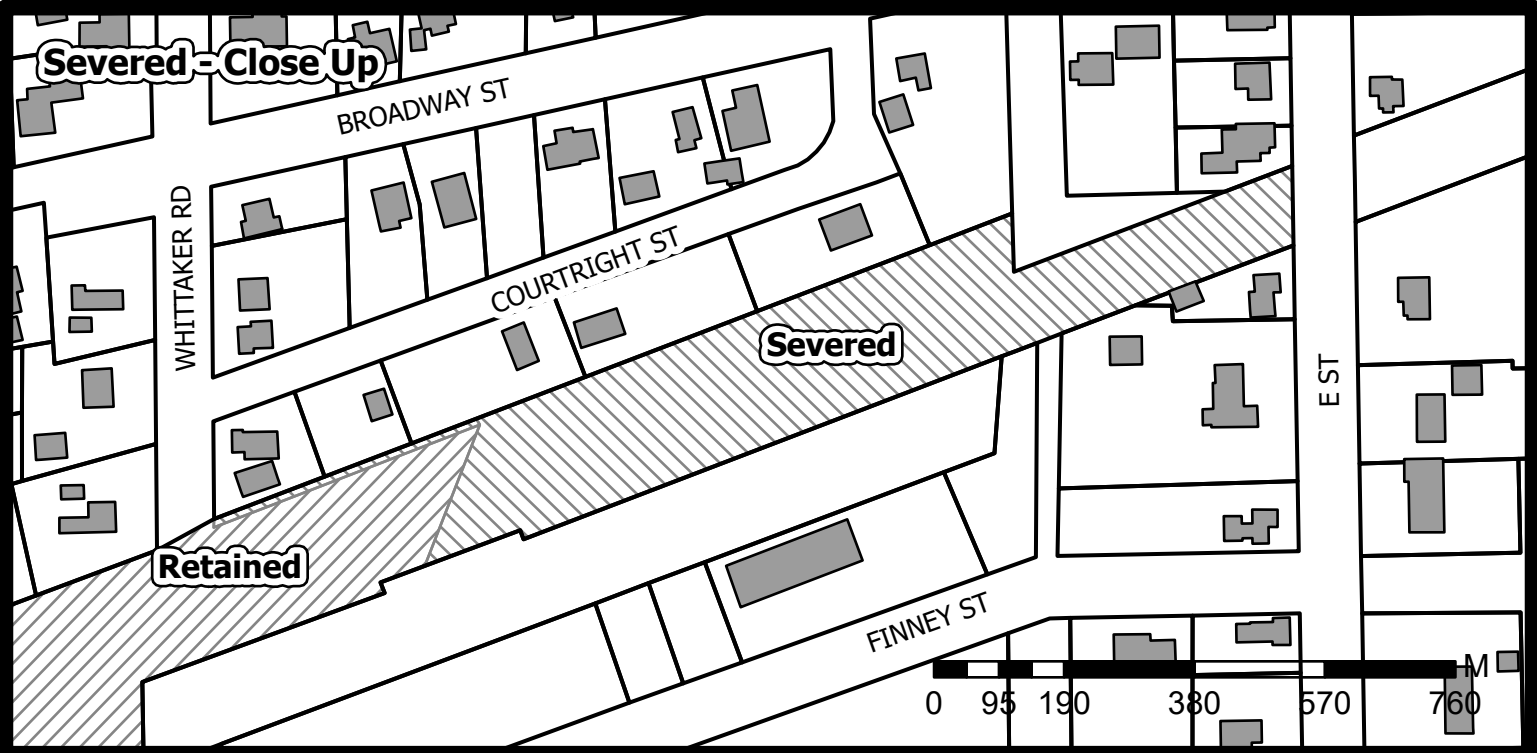 Severed - Close Up
BROADWAY ST
WHITTAKER RD
COURTRIGHT ST
Severed
E ST
Retained
FINNEY ST
M
0 95 190 380 570 760